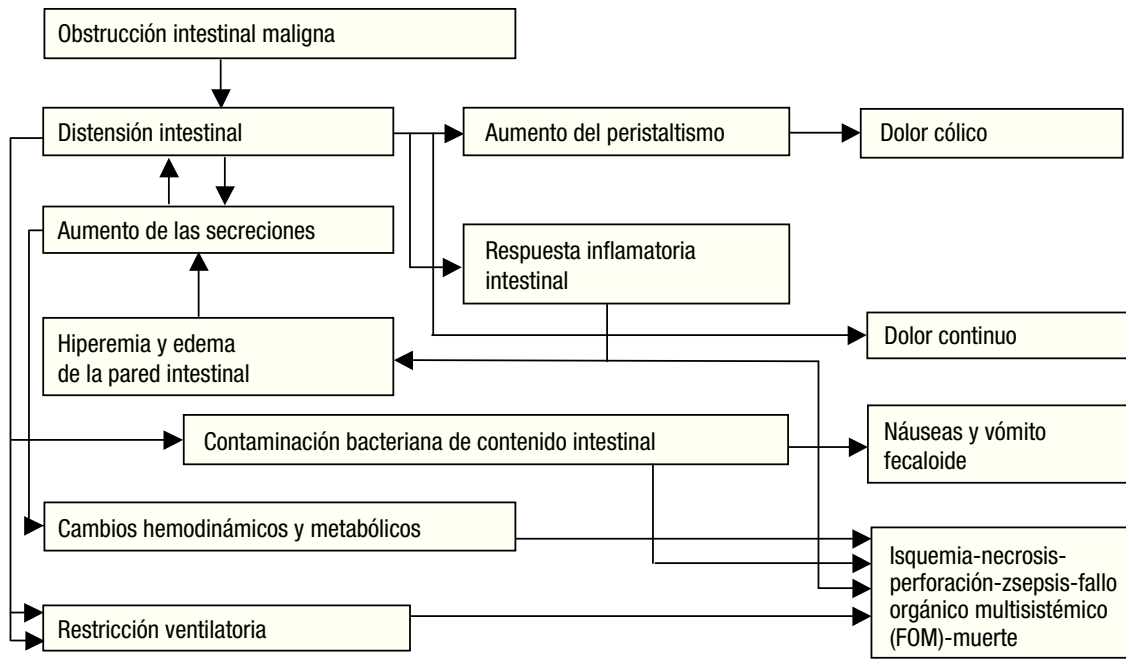 Obstrucción intestinal maligna
Distensión intestinal
Aumento del peristaltismo
Dolor cólico
Aumento de las secreciones
Respuesta inflamatoria
intestinal
Hiperemia y edema
de la pared intestinal
Dolor continuo
Contaminación bacteriana de contenido intestinal
Náuseas y vómito
fecaloide
Cambios hemodinámicos y metabólicos
Isquemia-necrosis-
perforación-zsepsis-fallo
orgánico multisistémico
(FOM)-muerte
Restricción ventilatoria